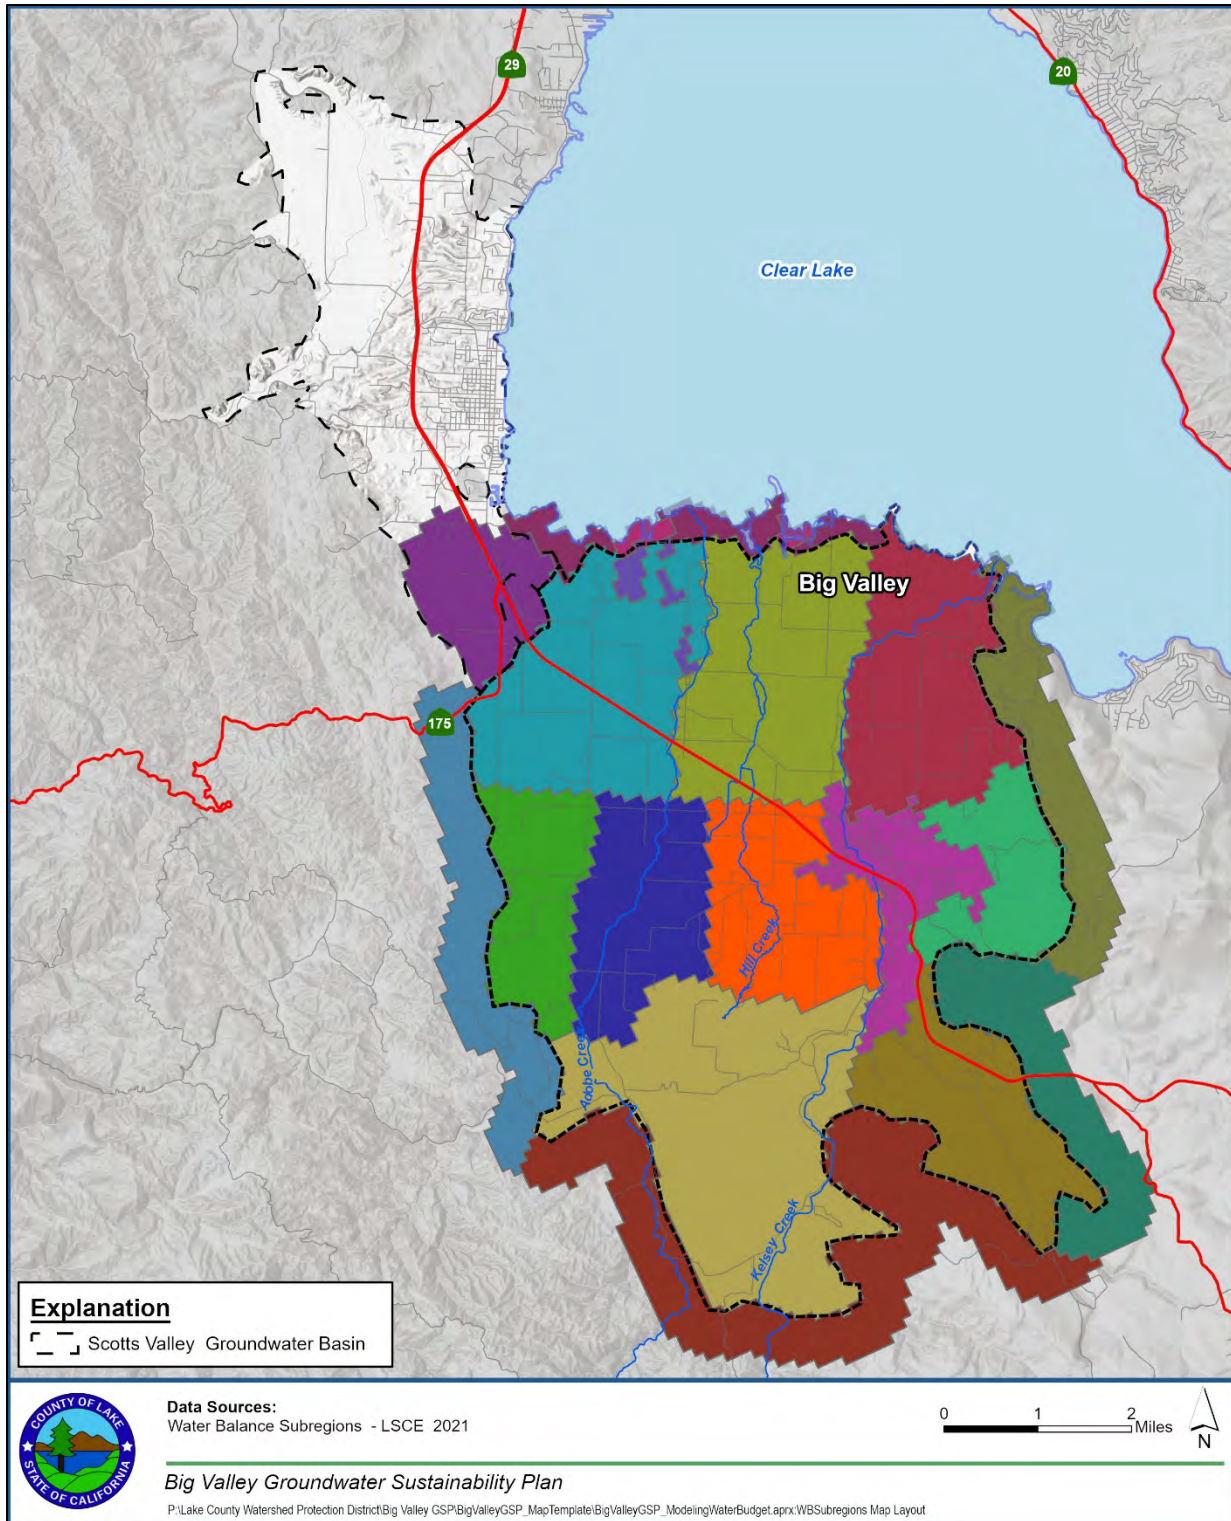 29
20
Clear Lake
Big Valley
175
Hill Creek
Adobe Creek
Kelsey Creek
Explanation
Scotts Valley Groundwater Basin
COUNTY OF LAKE
STATE OF CALIFORNIA
Data Sources:
Water Balance Subregions - LSCE 2021
0 1 2 Miles
N
Big Valley Groundwater Sustainability Plan
P:\Lake County Watershed Protection District\Big Valley GSP\BigValleyGSP_MapTemplate\BigValleyGSP_ModelingWaterBudget.aprx:WBSubregions Map Layout